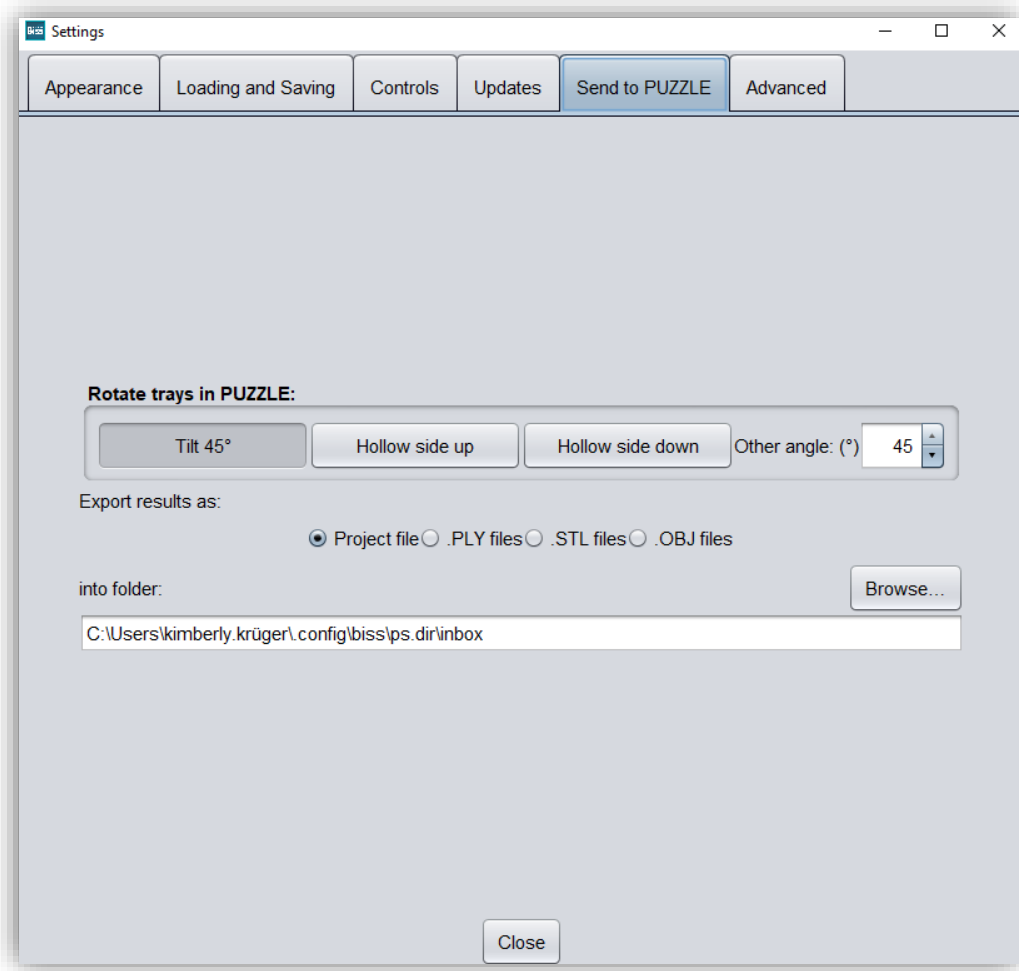 Biss Settings
Appearance Loading and Saving Controls Updates Send to PUZZLE Advanced
Rotate trays in PUZZLE:
Tilt 45° Hollow side up Hollow side down Other angle: (°) 45
Export results as:
Project file .PLY files .STL files .OBJ files
into folder: Browse...
C:\Users\kimberly.krüger\.config\biss\ps.dir\inbox
Close